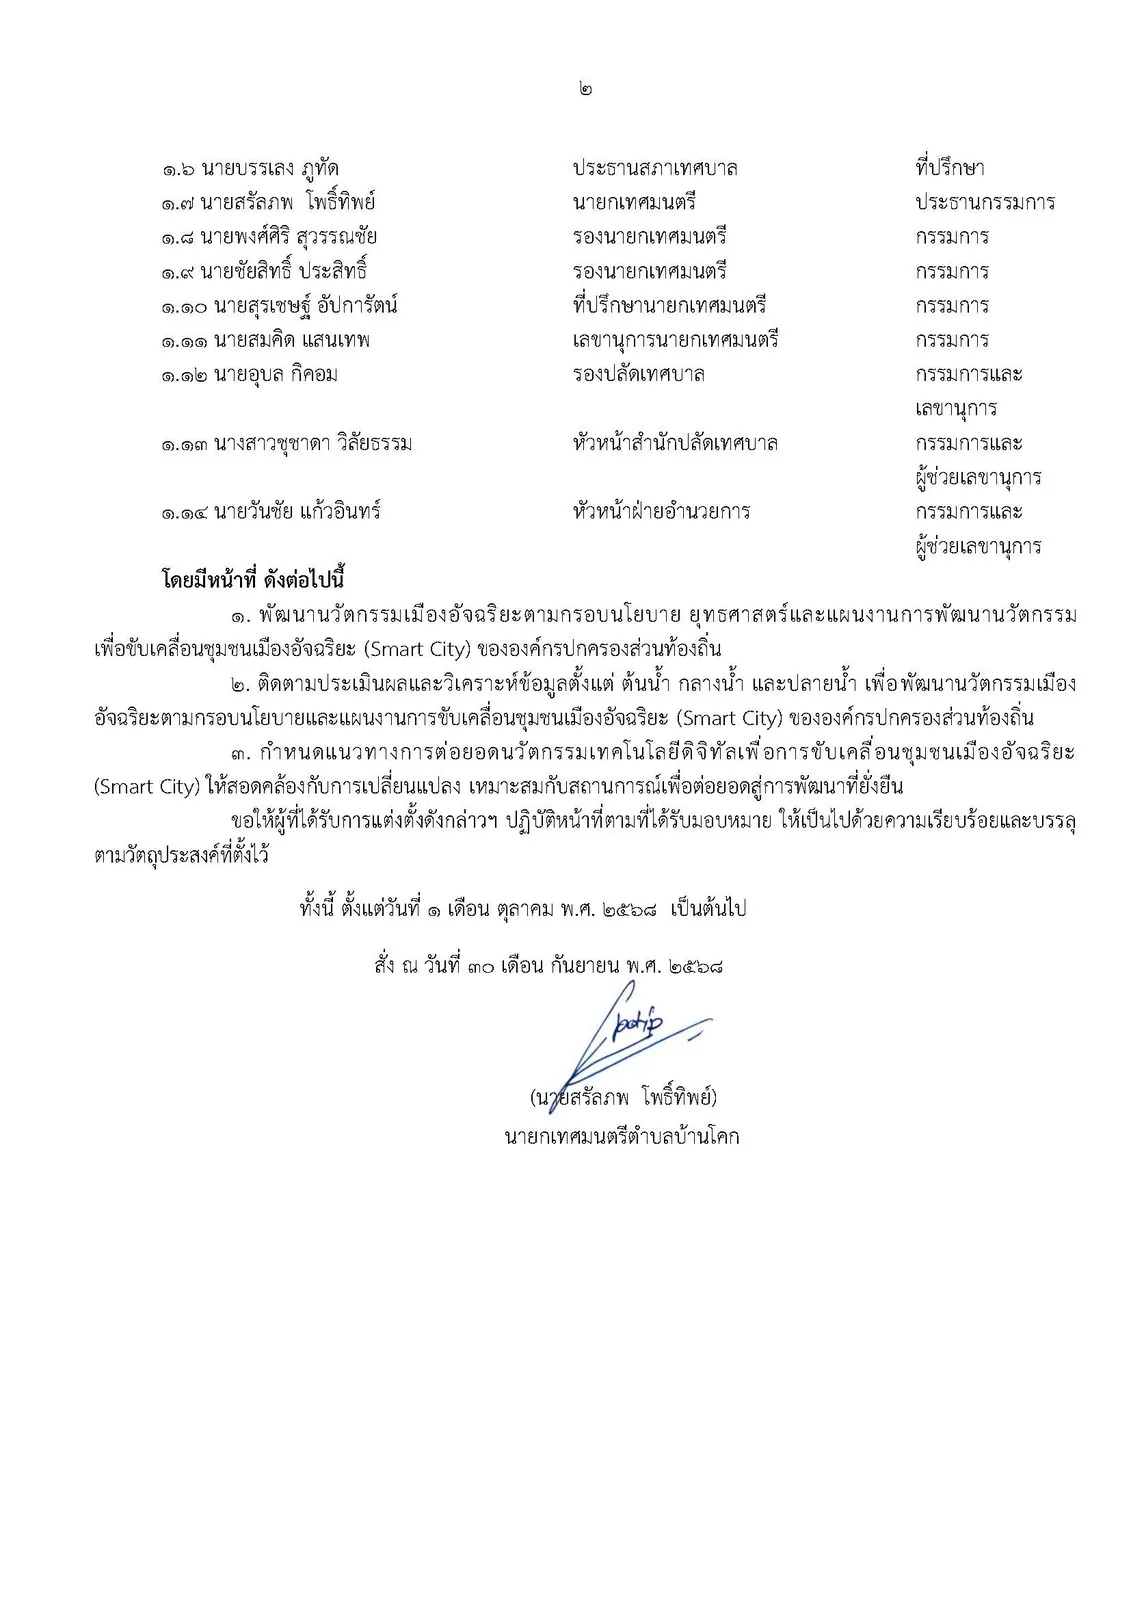 ๒
๑.๖ นายบรรเลง ภูทัด ประธานสภาเทศบาล ที่ปรึกษา
๑.๗ นายสรัลภพ โพธิ์ทิพย์ นายกเทศมนตรี ประธานกรรมการ
๑.๘ นายพงศ์ศิริ สุวรรณชัย รองนายกเทศมนตรี กรรมการ
๑.๙ นายชัยสิทธิ์ ประสิทธิ์ รองนายกเทศมนตรี กรรมการ
๑.๑๐ นายสุรเชษฐ์ อัปการัตน์ ที่ปรึกษานายกเทศมนตรี กรรมการ
๑.๑๑ นายสมคิด แสนเทพ เลขานุการนายกเทศมนตรี กรรมการ
๑.๑๒ นายอุบล กิคอม รองปลัดเทศบาล กรรมการและ
เลขานุการ
๑.๑๓ นางสาวชุชาดา วิลัยธรรม หัวหน้าสำนักปลัดเทศบาล กรรมการและ
ผู้ช่วยเลขานุการ
๑.๑๔ นายวันชัย แก้วอินทร์ หัวหน้าฝ่ายอำนวยการ กรรมการและ
ผู้ช่วยเลขานุการ
โดยมีหน้าที่ ดังต่อไปนี้
๑. พัฒนานวัตกรรมเมืองอัจฉริยะตามกรอบนโยบาย ยุทธศาสตร์และแผนงานการพัฒนานวัตกรรม
เพื่อขับเคลื่อนชุมชนเมืองอัจฉริยะ (Smart City) ขององค์กรปกครองส่วนท้องถิ่น
๒. ติดตามประเมินผลและวิเคราะห์ข้อมูลตั้งแต่ ต้นน้ำ กลางน้ำ และปลายน้ำ เพื่อพัฒนานวัตกรรมเมือง
อัจฉริยะตามกรอบนโยบายและแผนงานการขับเคลื่อนชุมชนเมืองอัจฉริยะ (Smart City) ขององค์กรปกครองส่วนท้องถิ่น
๓. กำหนดแนวทางการต่อยอดนวัตกรรมเทคโนโลยีดิจิทัลเพื่อการขับเคลื่อนชุมชนเมืองอัจฉริยะ
(Smart City) ให้สอดคล้องกับการเปลี่ยนแปลง เหมาะสมกับสถานการณ์เพื่อต่อยอดสู่การพัฒนาที่ยั่งยืน
ขอให้ผู้ที่ได้รับการแต่งตั้งดังกล่าวฯ ปฏิบัติหน้าที่ตามที่ได้รับมอบหมาย ให้เป็นไปด้วยความเรียบร้อยและบรรลุ
ตามวัตถุประสงค์ที่ตั้งไว้
ทั้งนี้ ตั้งแต่วันที่ ๑ เดือน ตุลาคม พ.ศ. ๒๕๖๘ เป็นต้นไป
สั่ง ณ วันที่ ๓๐ เดือน กันยายน พ.ศ. ๒๕๖๘
(นายสรัลภพ โพธิ์ทิพย์)
นายกเทศมนตรีตำบลบ้านโคก